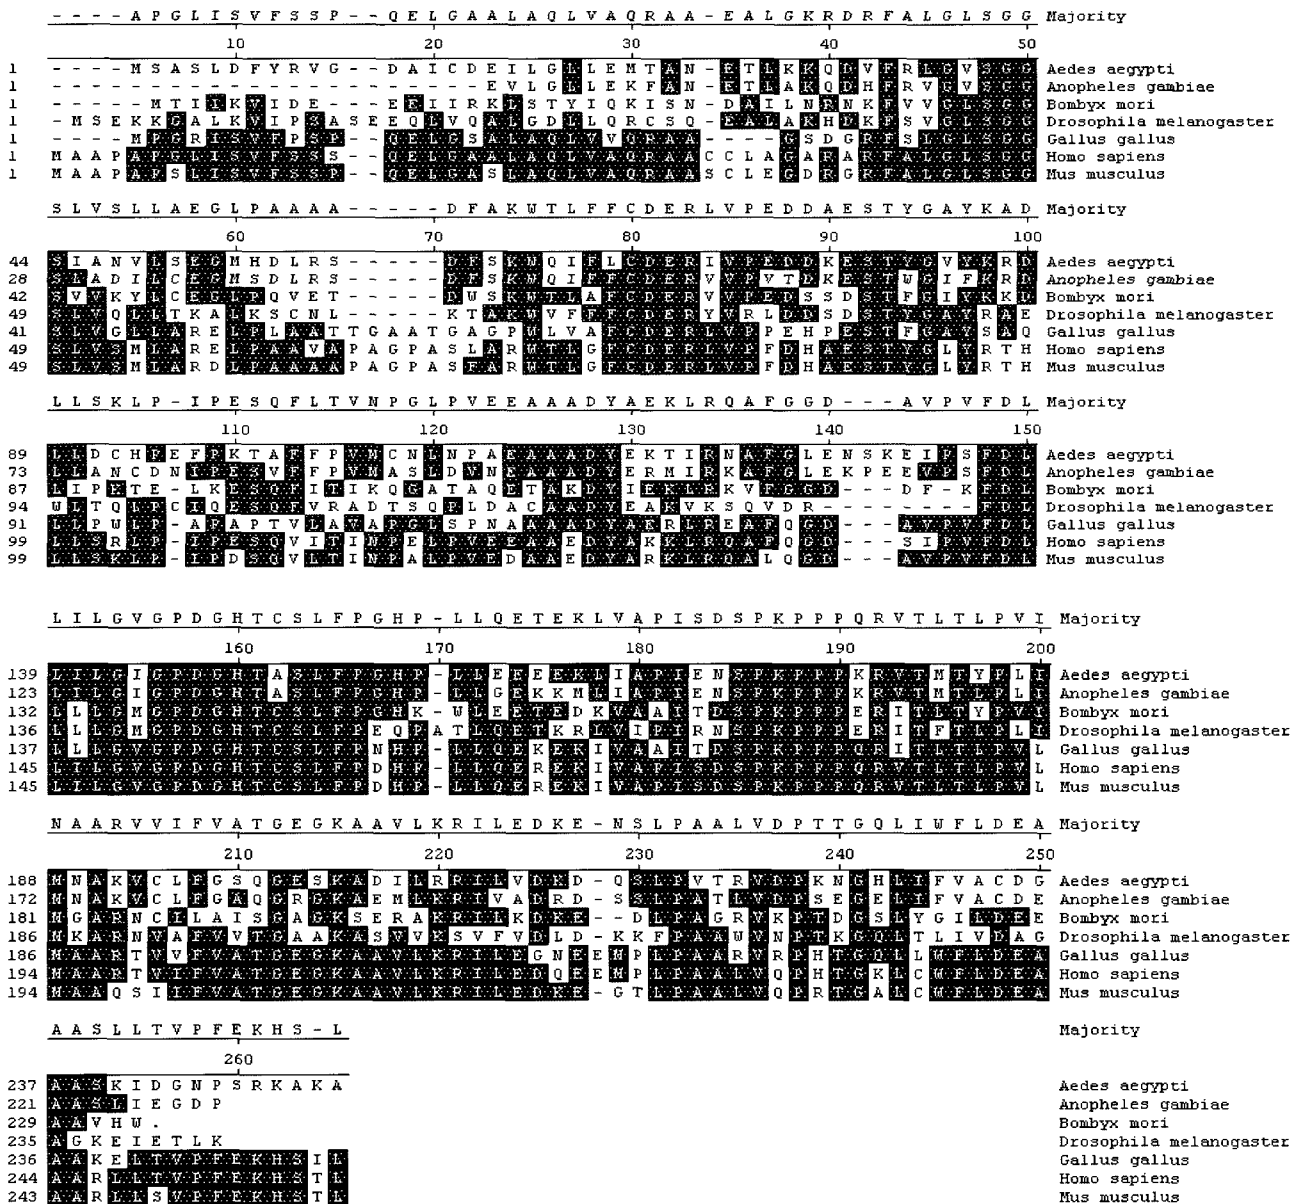 - - - - A P G L I S V F S S P - - Q E L G A A L A Q L V A Q R A A - E A L G K R D R F A L G L S G G Majority
10 20 30 40 50
1 - - - - M S A S L D F Y R V G - - D A I C D E I L G L L E M T A N - E T L K K Q D V F R L G V S G G Aedes aegypti
1 - - - - - - - - - - - - - - - - - - - - - - E V L G L L E K F A N - E T L A K Q D H F R V G V S G G Anopheles gambiae
1 - - - - - M T I I K V I D E - - E E I I R K L S T Y I Q K I S N - D A I L N R N K F V V G L S G G Bombyx mori
1 - M S E K K G A L K V I P S A S E E Q L V Q A L G D L L Q R C S Q - E A L A K H D K F S V G L S G G Drosophila melanogaster
1 - - - - M P G R I S V F P S P - - Q E L G S A L A Q L V V D R A A - - - - G S D G R F S L G L S G G Gallus gallus
1 M A A P A P G L I S V F S S S - - Q E L G A A L A Q L V A Q R A A C C L A G A R A R F A L G L S G G Homo sapiens
1 M A A P A P S L I S V F S S P - - Q E L G A S L A Q L V A Q R A A S C L E G D R G R F A L G L S G G Mus musculus
S L V S L L A E G L P A A A A - - - - - D F A K W T L F F C D E R L V P E D D A E S T Y G A Y K A D Majority
60 70 80 90 100
44 S I A N V L S E G M H D L R S - - - - - D F S K W Q I F L C D E R I V P E D D K E S T V G V Y K R D Aedes aegypti
28 S A A D I L C E G M S D L R S - - - - - D F S K W Q I F F C D E R V V P V T D K E S T W G I F K R D Anopheles gambiae
42 S V V K Y L C E G L P Q V E T - - - - - D W S K W T L A F C D E R V V P E D S S D S T F G I Y K K D Bombyx mori
49 S L V Q L L T K A L K S C N L - - - - - K T A K W V F F F C D E R Y V R L D D S D S T Y G A Y R A E Drosophila melanogaster
41 S L V G L L A R E L P L A A T T G A A T G A G P W L V A F C D E R L V P P E H P E S T F G A Y S A Q Gallus gallus
49 S L V S M L A R E L P A A V A P A G P A S L A R W T L G F C D E R L V P F D H A E S T Y G L Y R T H Homo sapiens
49 S L V S M L A R D L P A A A A P A G P A S F A R W T L G F C D E R L V P F D H A E S T Y G L Y R T H Mus musculus
L L S K L P - I P E S Q F L T V N P G L P V E E A A A D Y A E K L R Q A F G G D - - - A V P V F D L Majority
110 120 130 140 150
89 L L D C H P E F P K T A F F P V N C N L N P A E A A A D Y E K T I R N A F G L E N S K E I P S F D L Aedes aegypti
73 L L A N C D N I P E S V F F P V N A S L D V N E A A A D Y E R M I R K A F G L E K P E E V P S F D L Anopheles gambiae
87 L I P K T E - L K E S Q F I T I K Q G A T A Q E T A K D Y I E K L R K V F G G D - - - D F - K F D L Bombyx mori
94 W L T Q L P C I Q E S Q F V R A D T S Q P L D A C A A D Y E A K V K S Q V D R - - - - - - - F D L Drosophila melanogaster
91 L L P W L P - A P A P T V L A V A P G L S P N A A A A D Y A R R L R E A F Q G D - - - A V P V F D L Gallus gallus
99 L L S R L P - I P E S Q V I T I N P E L P V E E A A E D Y A K K L R Q A F Q G D - - - S I P V F D L Homo sapiens
99 L L S K L P - I P D S Q V L T I N P A L P V E D A A E D Y A R K L R Q A L Q G D - - - A V P V F D L Mus musculus
L I L G V G P D G H T C S L F P G H P - L L Q E T E K L V A P I S D S P K P P P Q R V T L T L P V I Majority
160 170 180 190 200
139 L I L G I G P D G H T A S L F P G H P - L L E E E E K L I A P I E N S P K P P P K R V T M T Y P L I Aedes aegypti
123 L I L G I G P D G H T A S L F P G H P - L L G E K K M L I A P I E N S P K P P P K R V T M T L P L I Anopheles gambiae
132 L L L G M G P D G H T C S L F P G H K - W L E E T E D K V A A I T D S P K P P P E R I T L T Y P V I Bombyx mori
136 L L L G M G P D G H T C S L F P E Q P A T L Q E T K R L V I P I R N S P K P P P E R I T F T L P L I Drosophila melanogaster
137 L L L G V G P D G H T C S L F P N H P - L L Q E K E K I V A A I T D S P K P P P Q R I T L T L P V L Gallus gallus
145 L I L G V G P D G H T C S L F P D H P - L L Q E R E K I V A P I S D S P K P P P Q R V T L T L P V L Homo sapiens
145 L I L G V G P D G H T C S L F P D H P - L L Q E R E K I V A P I S D S P K P P P Q R V T L T L P V L Mus musculus
N A A R V V I F V A T G E G K A A V L K R I L E D K E - N S L P A A L V D P T T G Q L I W F L D E A Majority
210 220 230 240 250
188 M N A K V C L F G S Q G E S K A D I L R R I L V D K D - Q S L P V T R V D P K N G H L I F V A C D G Aedes aegypti
172 M N A K V C L F G A Q G R G K A E M L K R I V A D R D - S S L P A T L V D P S E G E L I F V A C D E Anopheles gambiae
181 M G A R N C I L A I S G A G K S E R A K R I L K D K E - - D L P A G R V K P T D G S L Y G I L D E E Bombyx mori
186 M K A R N V A F V V T G A A K A S V V K S V F V D L D - K K F P A A W V N P T K G Q L T L I V D A G Drosophila melanogaster
186 M A A R T V V F V A T G E G K A A V L K R I L E G N E E N P L P A A R V R P H T G Q L L W F L D E A Gallus gallus
194 M A A R T V I F V A T G E G K A A V L K R I L E D Q E E N P L P A A L V Q P H T G K L C W F L D E A Homo sapiens
194 M A A Q S I I F V A T G E G K A A V L K R I L E D K E - G T L P A A L V Q P R T G A L C W F L D E A Mus musculus
A A S L L T V P F E K H S - L Majority
260
237 A A S K I D G N P S R K A K A Aedes aegypti
221 A A S L I E G D P Anopheles gambiae
229 A A V H W . Bombyx mori
235 A G K E I E T L K Drosophila melanogaster
236 A A K E L T V P F E K H S I L Gallus gallus
244 A A R L L T V P F E K H S T L Homo sapiens
243 A A R L L S V P F E K H S T L Mus musculus